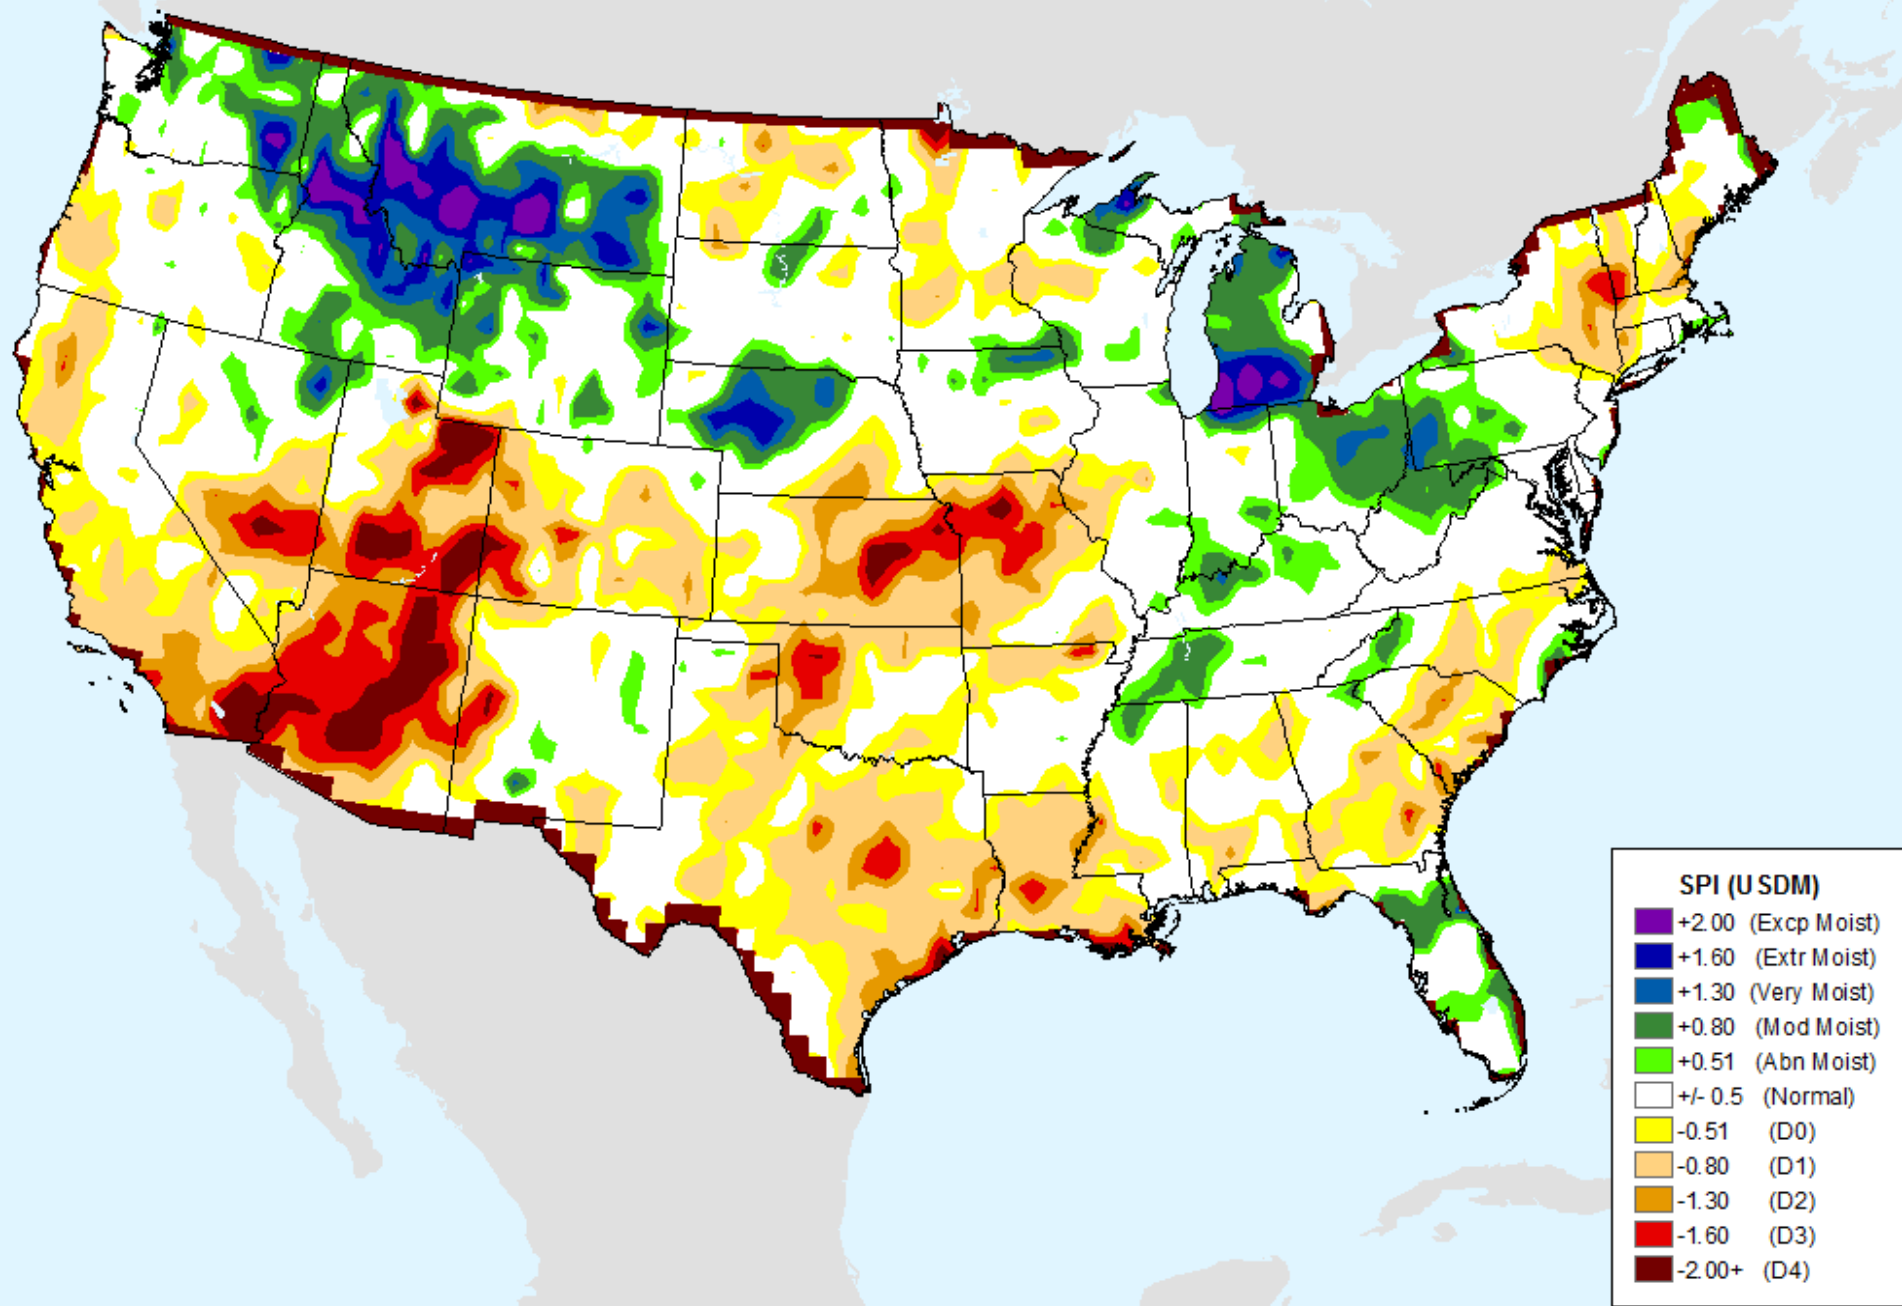 SPI (USDM)
+2.00 (Excp Moist)
+1.60 (Extr Moist)
+1.30 (Very Moist)
+0.80 (Mod Moist)
+0.51 (Abn Moist)
+/- 0.5 (Normal)
-0.51 (D0)
-0.80 (D1)
-1.30 (D2)
-1.60 (D3)
-2.00+ (D4)